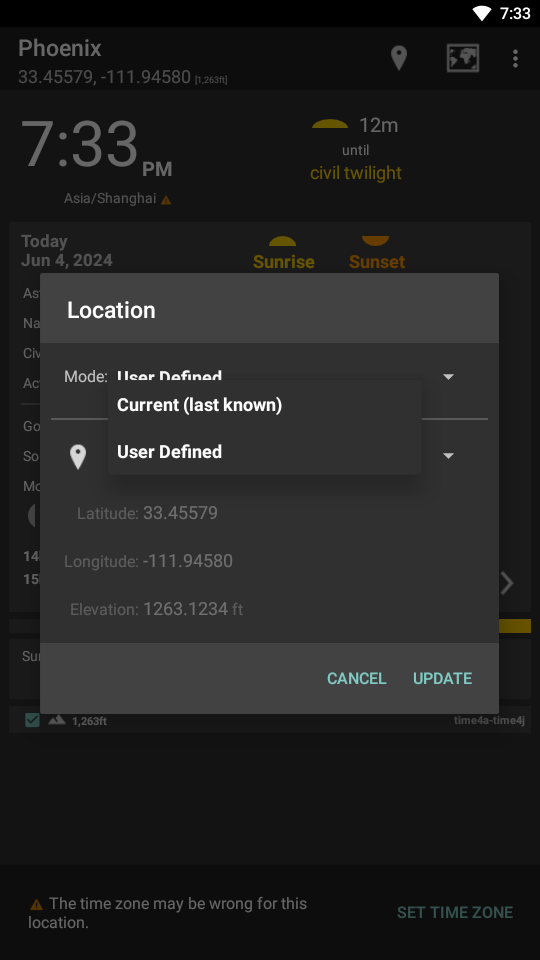 7:33
Phoenix
33.45579, -111.94580 [1,263ft]
7:33 PM
12m
until
civil twilight
Asia/Shanghai
Today
Jun 4, 2024
Sunrise
Sunset
Location
Mode: User Defined
Current (last known)
User Defined
Latitude: 33.45579
Longitude: -111.94580
Elevation: 1263.1234 ft
CANCEL
UPDATE
1,263ft
time4a-time4j
The time zone may be wrong for this
location.
SET TIME ZONE